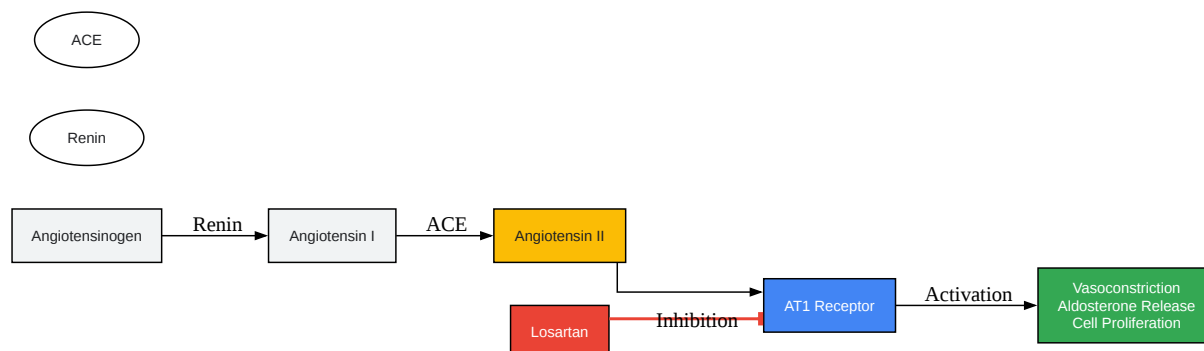 ACE
Renin
Angiotensinogen
Renin
Angiotensin I
ACE
Angiotensin II
Losartan
Inhibition
AT1 Receptor
Activation
Vasoconstriction
Aldosterone Release
Cell Proliferation